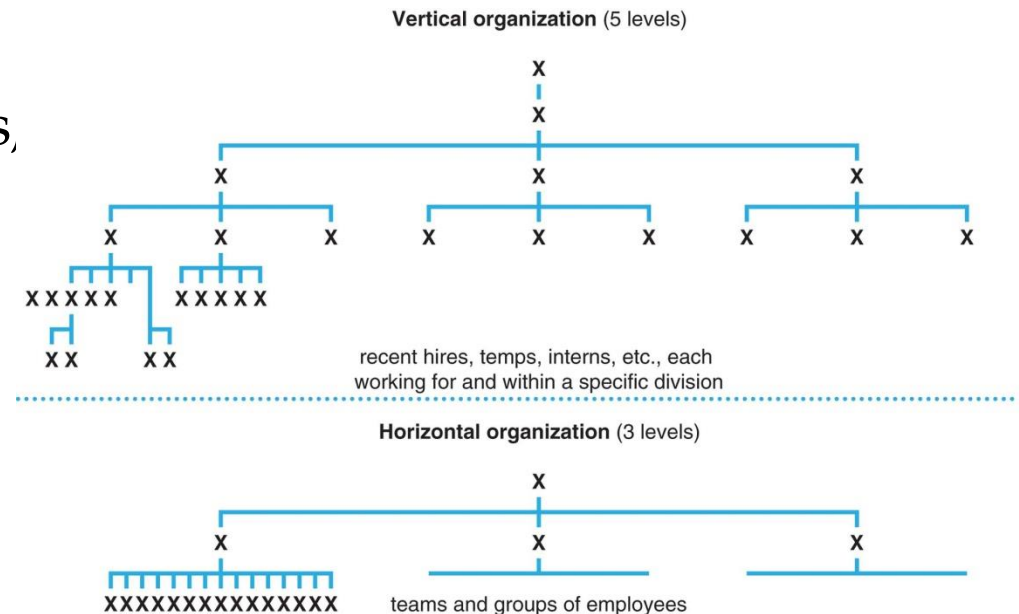 Vertical organization (5 levels)
X
X
s,
X X X
X X X X X X X X X
X X X X X X X X X X
X X X X
recent hires, temps, interns, etc., each
working for and within a specific division
Horizontal organization (3 levels)
X
X X X
XXXXXXXXXXXXXXX
teams and groups of employees